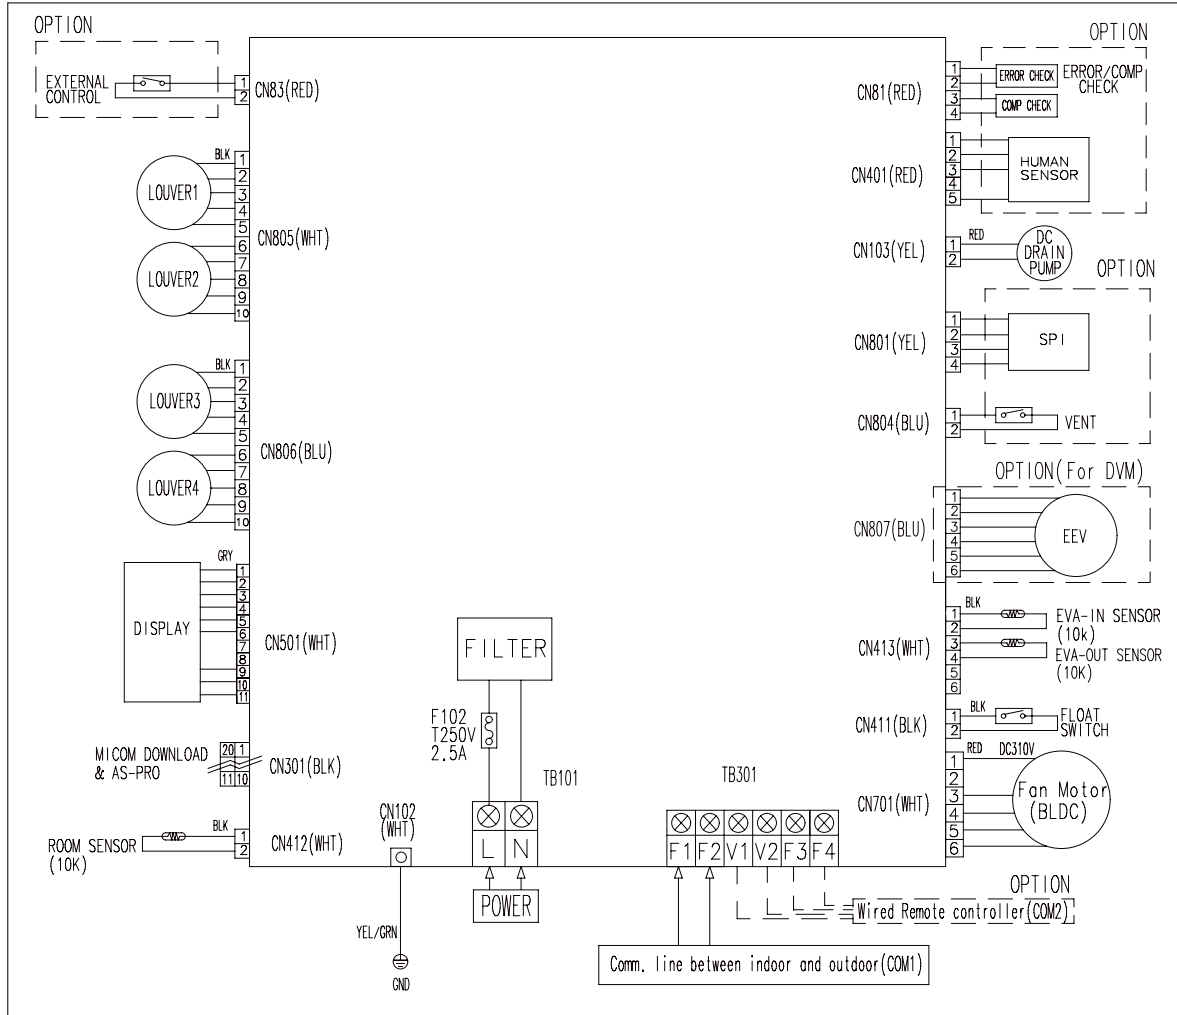 OPTION
EXTERNAL
CONTROL
1
2
CN83(RED)
BLK
LOUVER1
LOUVER2
1
2
3
4
5
6
7
8
9
10
CN805(WHT)
BLK
LOUVER3
LOUVER4
1
2
3
4
5
6
7
8
9
10
CN806(BLU)
GRY
DISPLAY
1
2
3
4
5
6
7
8
9
10
11
CN501(WHT)
MICOM DOWNLOAD
& AS-PRO
20 1
11 10
CN301(BLK)
BLK
ROOM SENSOR
(10K)
1
2
CN412(WHT)
CN102
(WHT)
YEL/GRN
GND
FILTER
F102
T250V
2.5A
TB101
L N
POWER
TB301
F1 F2 V1 V2 F3 F4
OPTION
Wired Remote controller(COM2)
Comm. line between indoor and outdoor(COM1)
OPTION
CN81(RED)
1
2
3
4
ERROR CHECK
COMP CHECK
ERROR/COMP
CHECK
CN401(RED)
1
2
3
4
5
HUMAN
SENSOR
CN103(YEL)
1
2
RED
DC
DRAIN
PUMP
OPTION
CN801(YEL)
1
2
3
4
SPI
CN804(BLU)
1
2
VENT
OPTION(For DVM)
CN807(BLU)
1
2
3
4
5
6
EEV
CN413(WHT)
1
2
3
4
5
6
BLK
EVA-IN SENSOR
(10k)
EVA-OUT SENSOR
(10K)
CN411(BLK)
1
2
BLK
FLOAT
SWITCH
CN701(WHT)
1
2
3
4
5
6
RED DC310V
Fan Motor
(BLDC)